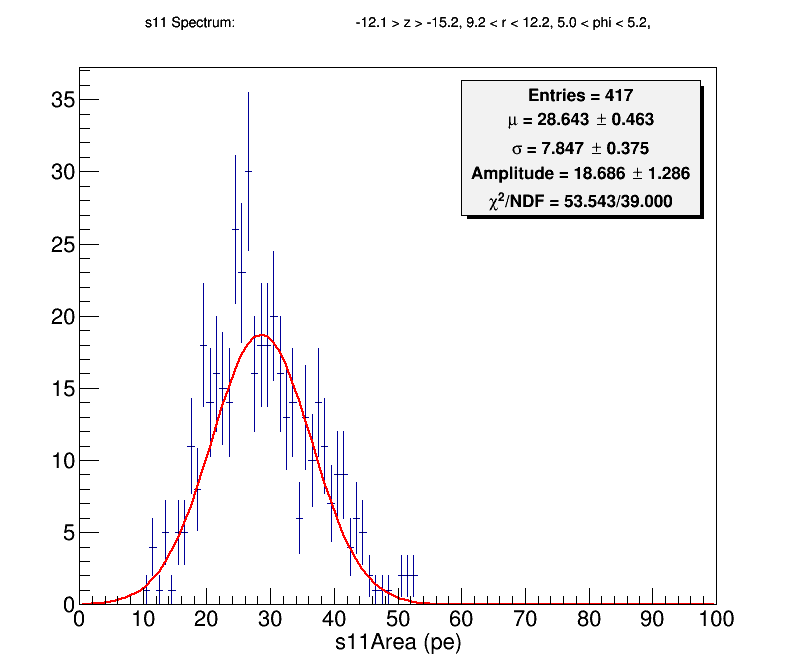 s11 Spectrum: -12.1 > z > -15.2, 9.2 < r < 12.2, 5.0 < phi < 5.2,
Entries = 417
μ = 28.643 ± 0.463
σ = 7.847 ± 0.375
Amplitude = 18.686 ± 1.286
χ²/NDF = 53.543/39.000
35
30
25
20
15
10
5
0
0 10 20 30 40 50 60 70 80 90 100
s11Area (pe)